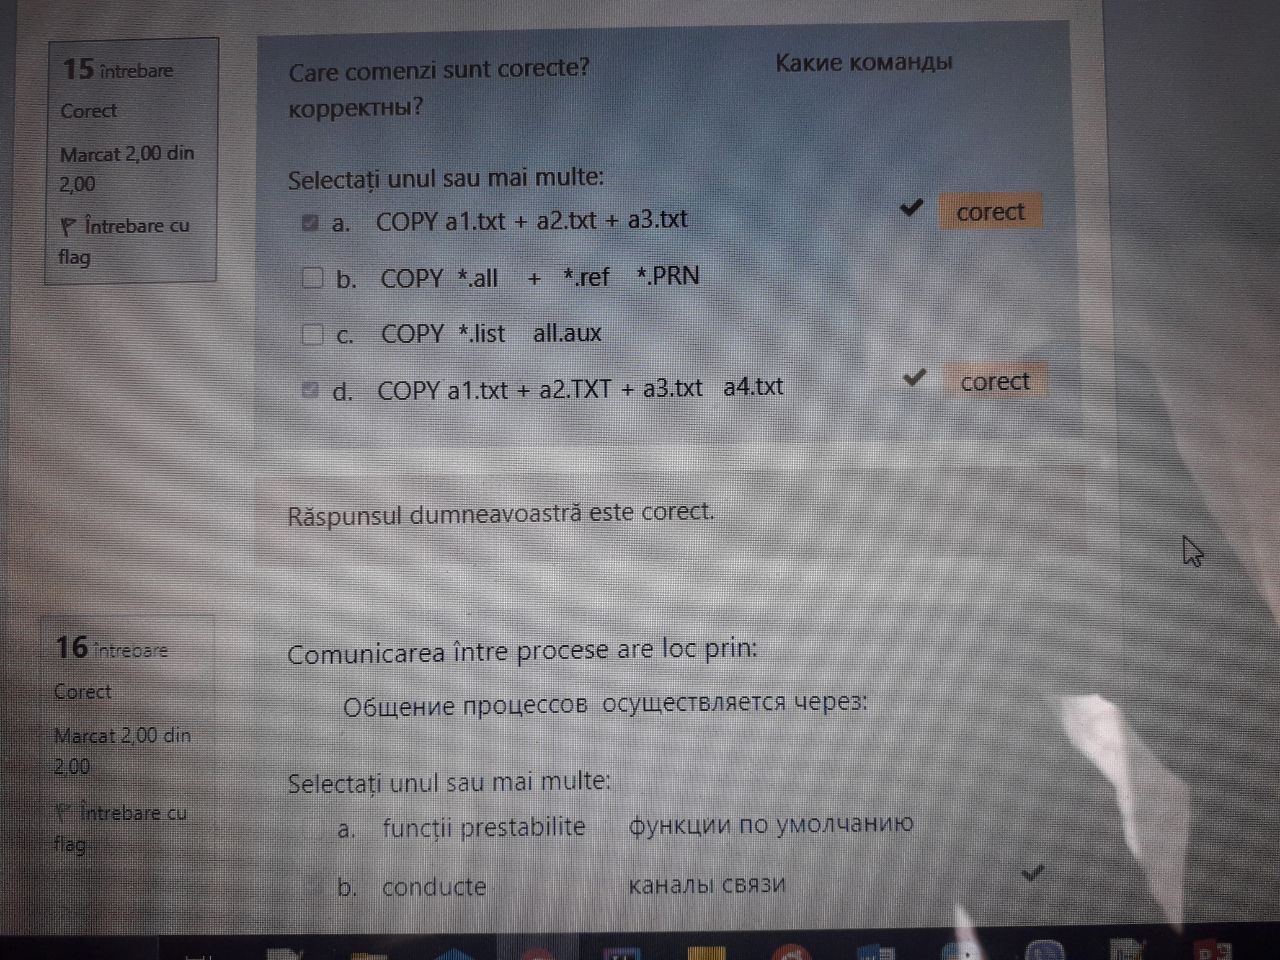 15 întrebare
Corect
Marcat 2,00 din
2,00
Întrebare cu
flag
Care comenzi sunt corecte? Какие команды
корректны?
Selectați unul sau mai multe:
a. COPY a1.txt + a2.txt + a3.txt corect
b. COPY *.all + *.ref *.PRN
c. COPY *.list all.aux
d. COPY a1.txt + a2.TXT + a3.txt a4.txt corect
Răspunsul dumneavoastră este corect.
16 întrebare
Corect
Marcat 2,00 din
2,00
Întrebare cu
flag
Comunicarea între procese are loc prin:
Общение процессов осуществляется через:
Selectați unul sau mai multe:
a. funcții prestabilite функции по умолчанию
b. conducte каналы связи